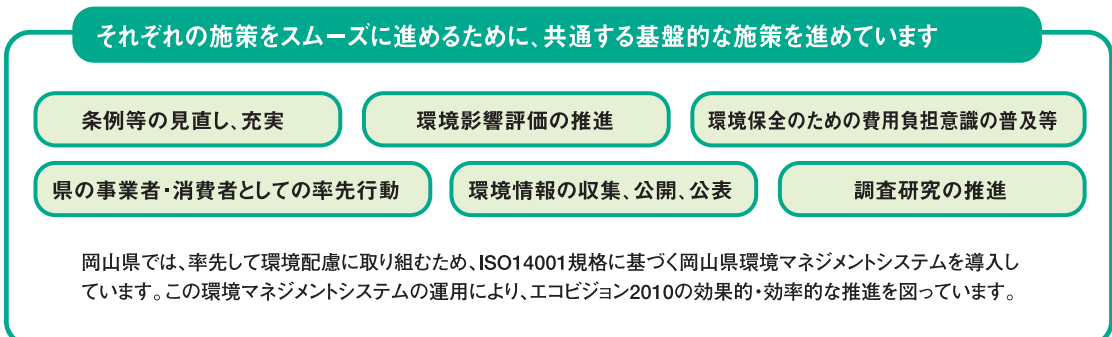 それぞれの施策をスムーズに進めるために、共通する基盤的な施策を進めています
条例等の見直し、充実
環境影響評価の推進
環境保全のための費用負担意識の普及等
県の事業者・消費者としての率先行動
環境情報の収集、公開、公表
調査研究の推進
岡山県では、率先して環境配慮に取り組むため、ISO14001規格に基づく岡山県環境マネジメントシステムを導入し
ています。この環境マネジメントシステムの運用により、エコビジョン2010の効果的・効率的な推進を図っています。